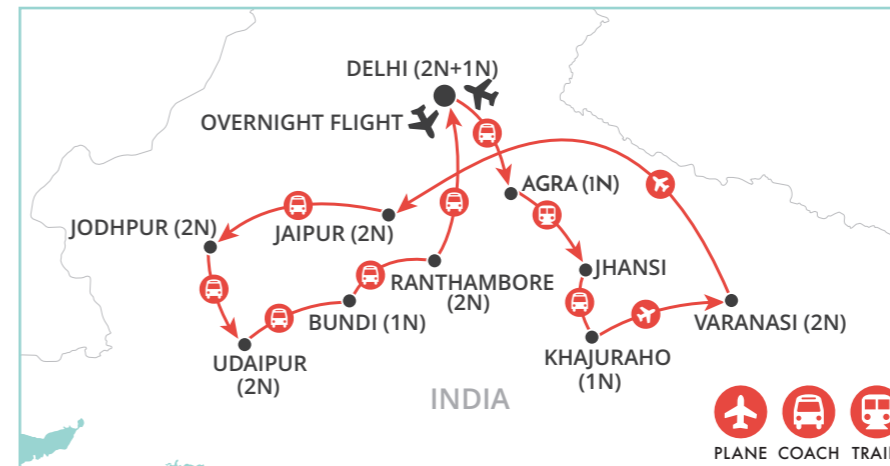 DELHI (2N+1N)
OVERNIGHT FLIGHT
AGRA (1N)
JODHPUR (2N)
JAIPUR (2N)
JHANSI
RANTHAMBORE
(2N)
BUNDI (1N)
VARANASI (2N)
UDAIPUR
(2N)
KHAJURAHO
(1N)
INDIA
PLANE COACH TRAI